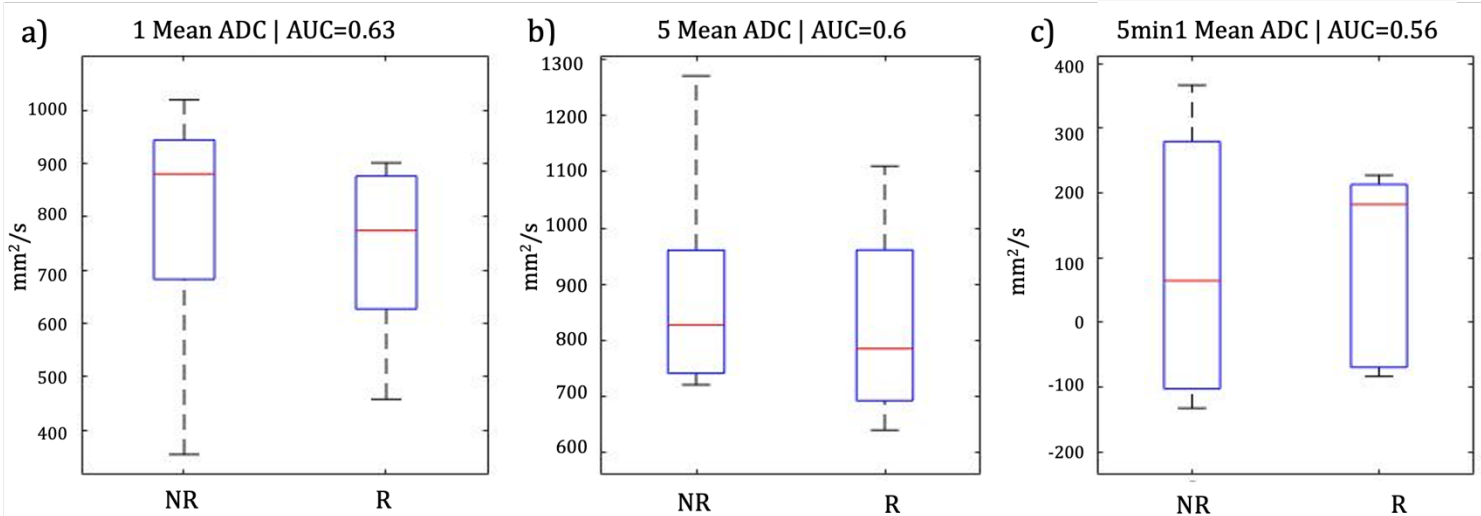 a) 1 Mean ADC | AUC=0.63
mm²/s
1000
900
800
700
600
500
400
NR R
b) 5 Mean ADC | AUC=0.6
mm²/s
1300
1200
1100
1000
900
800
700
600
NR R
c) 5min1 Mean ADC | AUC=0.56
mm²/s
400
300
200
100
0
-100
-200
NR R